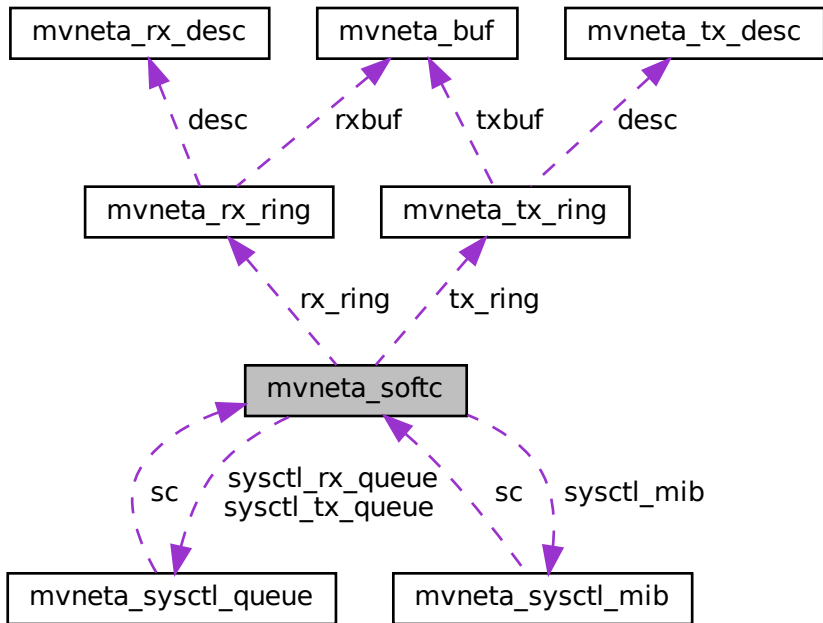 mvneta_rx_desc
mvneta_buf
mvneta_tx_desc
desc
rxbuf
txbuf
desc
mvneta_rx_ring
mvneta_tx_ring
rx_ring
tx_ring
mvneta_softc
sc
sysctl_rx_queue
sysctl_tx_queue
sc
sysctl_mib
mvneta_sysctl_queue
mvneta_sysctl_mib